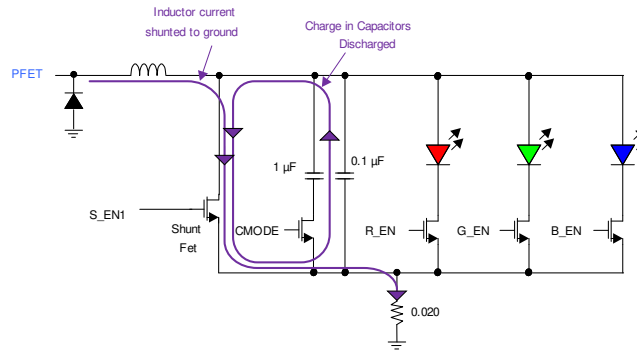 Inductor current
shunted to ground
Charge in Capacitors
Discharged
PFET
1 µF
0.1 µF
S_EN1
Shunt
Fet
CMODE
R_EN
G_EN
B_EN
0.020